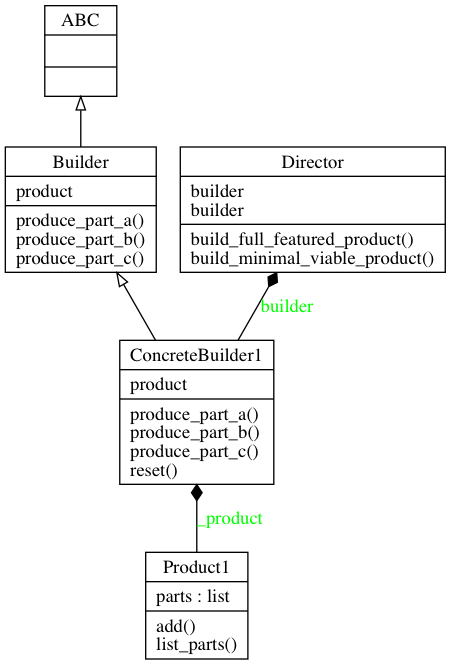 ABC
Builder
product
produce_part_a()
produce_part_b()
produce_part_c()
Director
builder
builder
build_full_featured_product()
build_minimal_viable_product()
builder
ConcreteBuilder1
product
produce_part_a()
produce_part_b()
produce_part_c()
reset()
_product
Product1
parts : list
add()
list_parts()